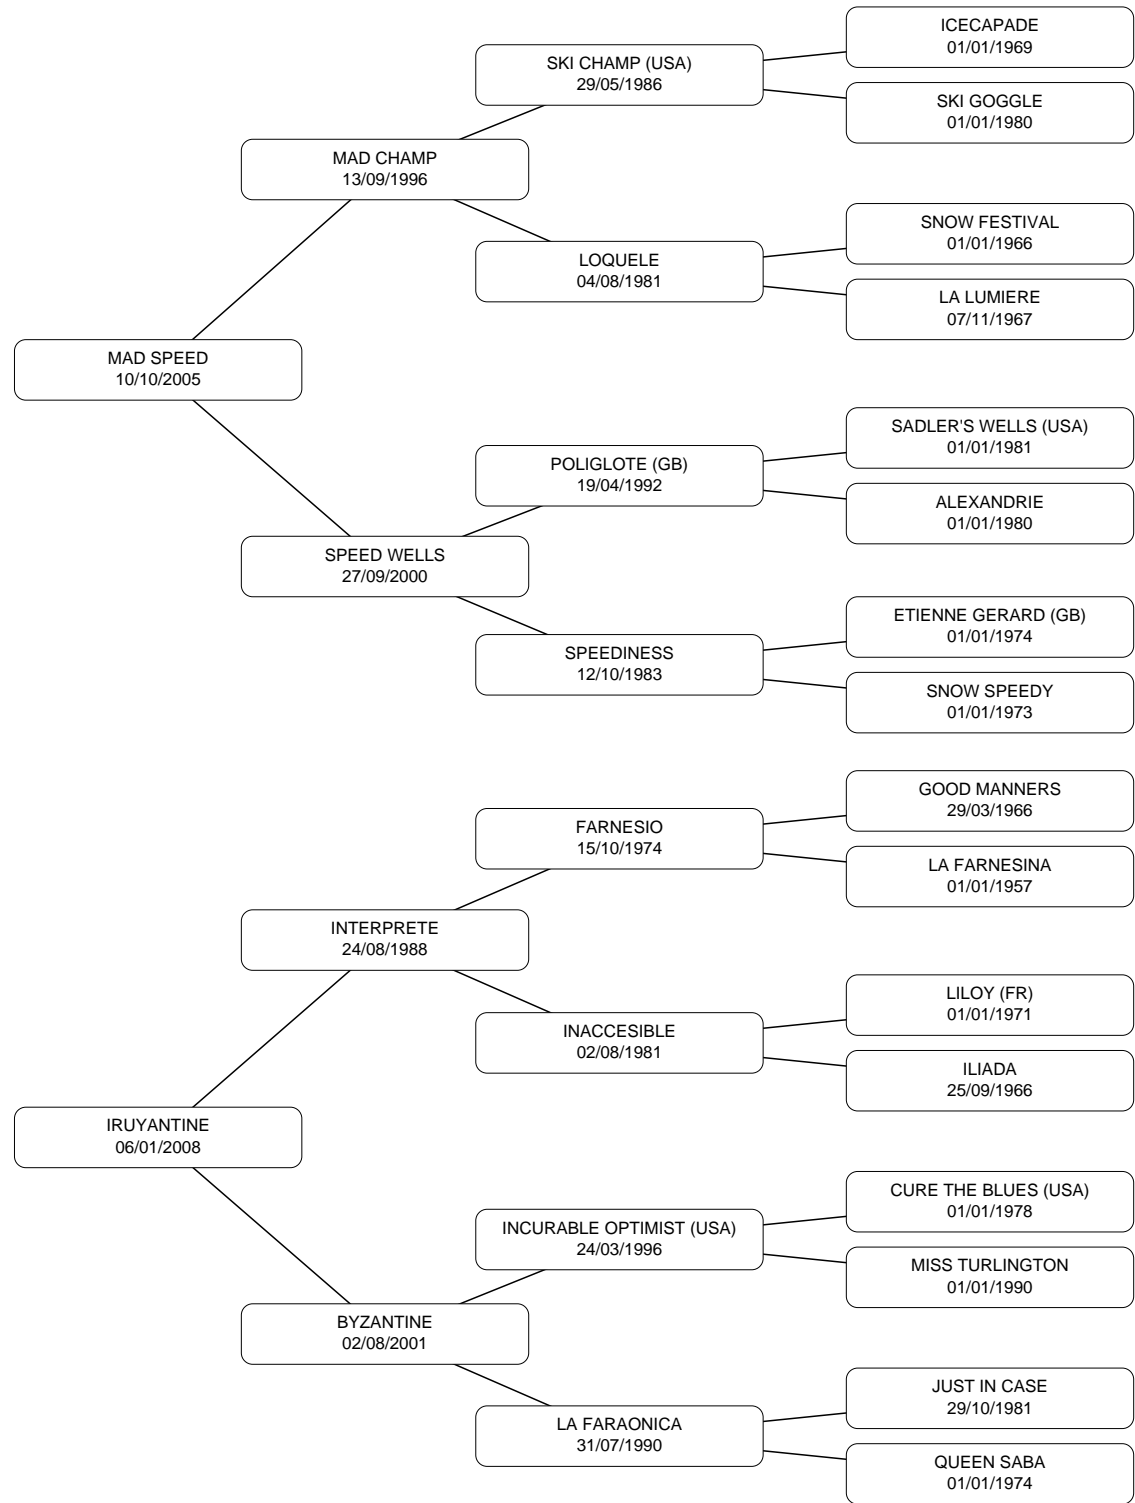 ICECAPADE
01/01/1969
SKI CHAMP (USA)
29/05/1986
SKI GOGGLE
01/01/1980
MAD CHAMP
13/09/1996
SNOW FESTIVAL
01/01/1966
LOQUELE
04/08/1981
LA LUMIERE
07/11/1967
MAD SPEED
10/10/2005
SADLER'S WELLS (USA)
01/01/1981
POLIGLOTE (GB)
19/04/1992
ALEXANDRIE
01/01/1980
SPEED WELLS
27/09/2000
ETIENNE GERARD (GB)
01/01/1974
SPEEDINESS
12/10/1983
SNOW SPEEDY
01/01/1973
GOOD MANNERS
29/03/1966
FARNESIO
15/10/1974
LA FARNESINA
01/01/1957
INTERPRETE
24/08/1988
LILOY (FR)
01/01/1971
INACCESIBLE
02/08/1981
ILIADA
25/09/1966
IRUYANTINE
06/01/2008
CURE THE BLUES (USA)
01/01/1978
INCURABLE OPTIMIST (USA)
24/03/1996
MISS TURLINGTON
01/01/1990
BYZANTINE
02/08/2001
JUST IN CASE
29/10/1981
LA FARAONICA
31/07/1990
QUEEN SABA
01/01/1974